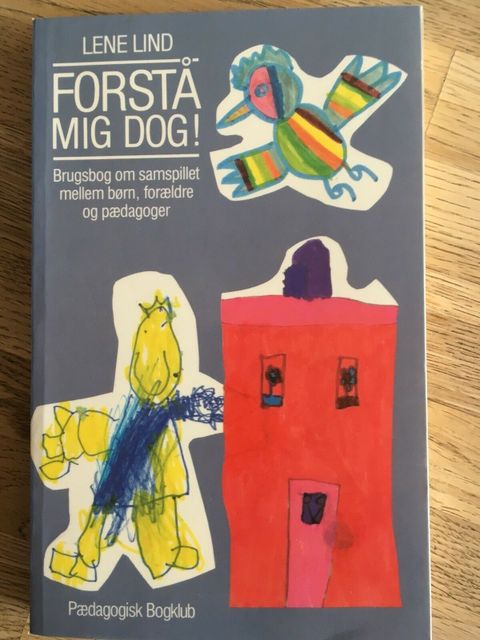 LENE LIND
FORSTÅ
MIG DOG!
Brugsbog om samspillet
mellem børn, forældre
og pædagoger
Pædagogisk Bogklub